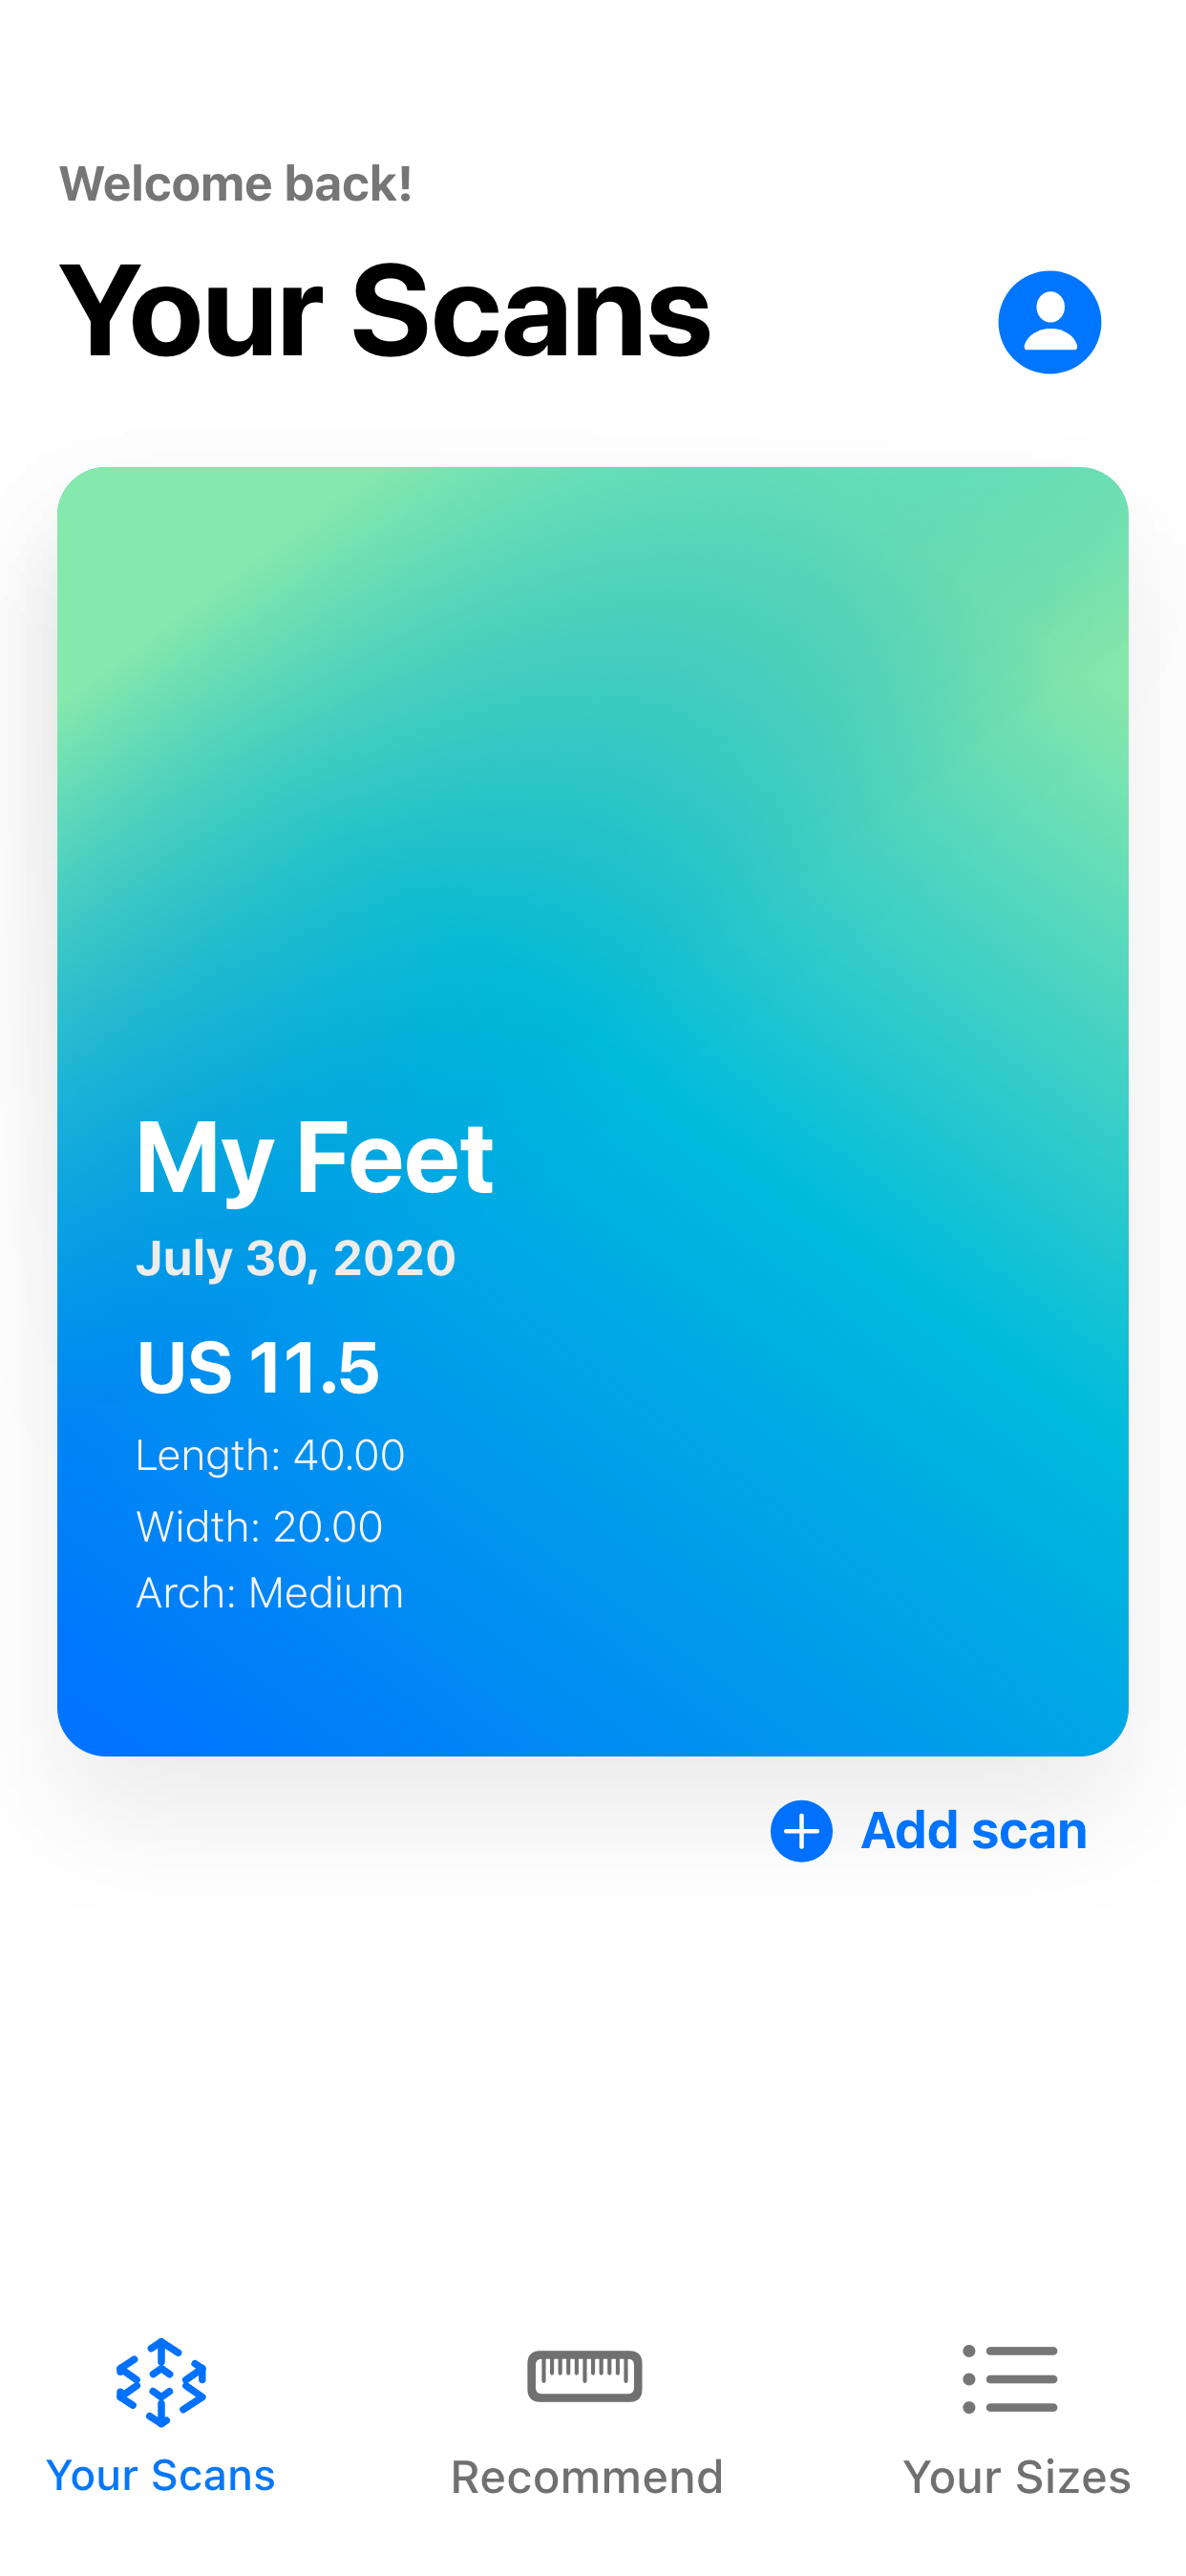 Welcome back!
Your Scans
My Feet
July 30, 2020
US 11.5
Length: 40.00
Width: 20.00
Arch: Medium
Add scan
Your Scans
Recommend
Your Sizes